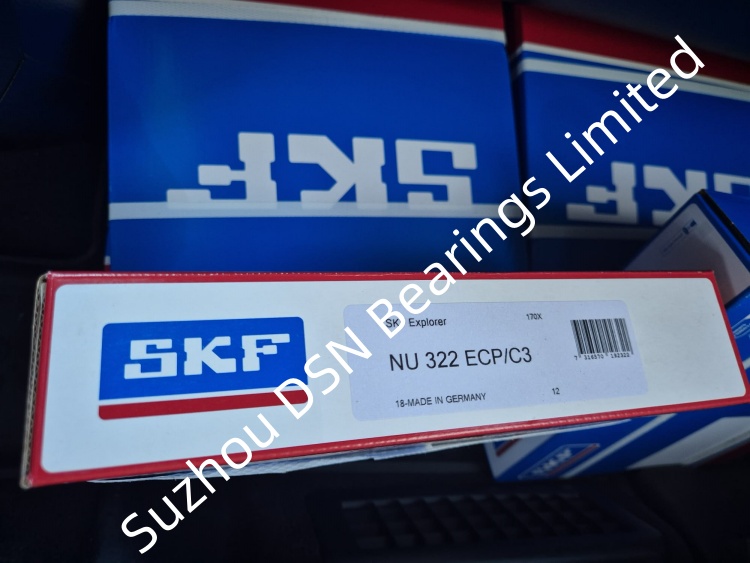 SKF
SKF
SKF
SKF Explorer
170X
NU 322 ECP/C3
18-MADE IN GERMANY
12
SKF
Suzhou DSN Bearings Limited